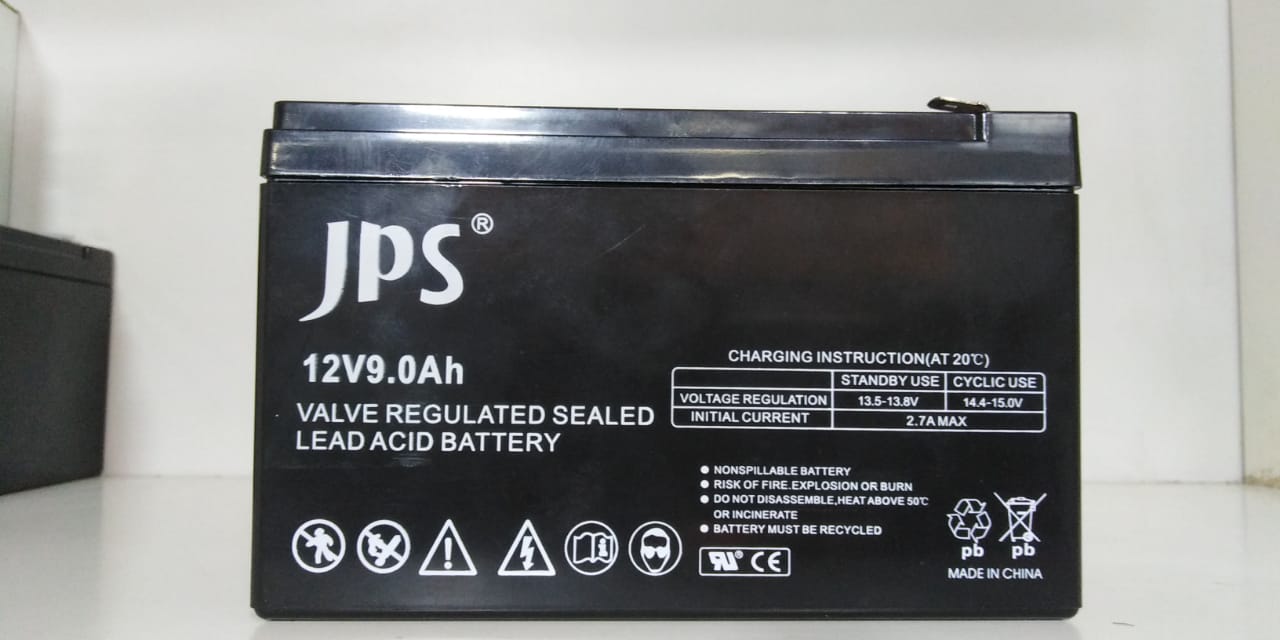 JPS®
12V9.0Ah
VALVE REGULATED SEALED
LEAD ACID BATTERY
CHARGING INSTRUCTION(AT 20℃)
STANDBY USE CYCLIC USE
VOLTAGE REGULATION 13.5-13.8V 14.4-15.0V
INITIAL CURRENT 2.7A MAX
● NONSPILLABLE BATTERY
● RISK OF FIRE.EXPLOSION OR BURN
● DO NOT DISASSEMBLE,HEAT ABOVE 50℃
OR INCINERATE
● BATTERY MUST BE RECYCLED
RU® CE
pb pb
MADE IN CHINA